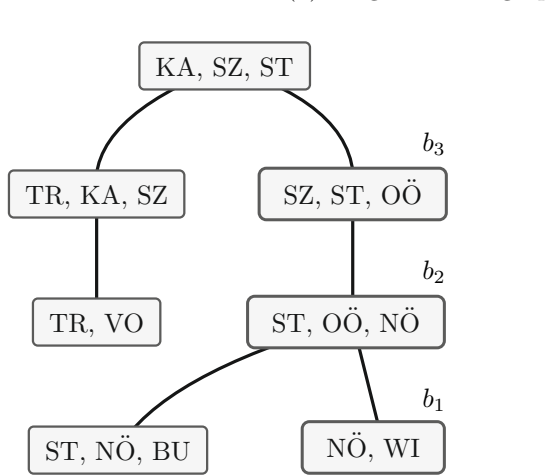 KA, SZ, ST
b3
TR, KA, SZ
SZ, ST, OÖ
b2
TR, VO
ST, OÖ, NÖ
b1
ST, NÖ, BU
NÖ, WI